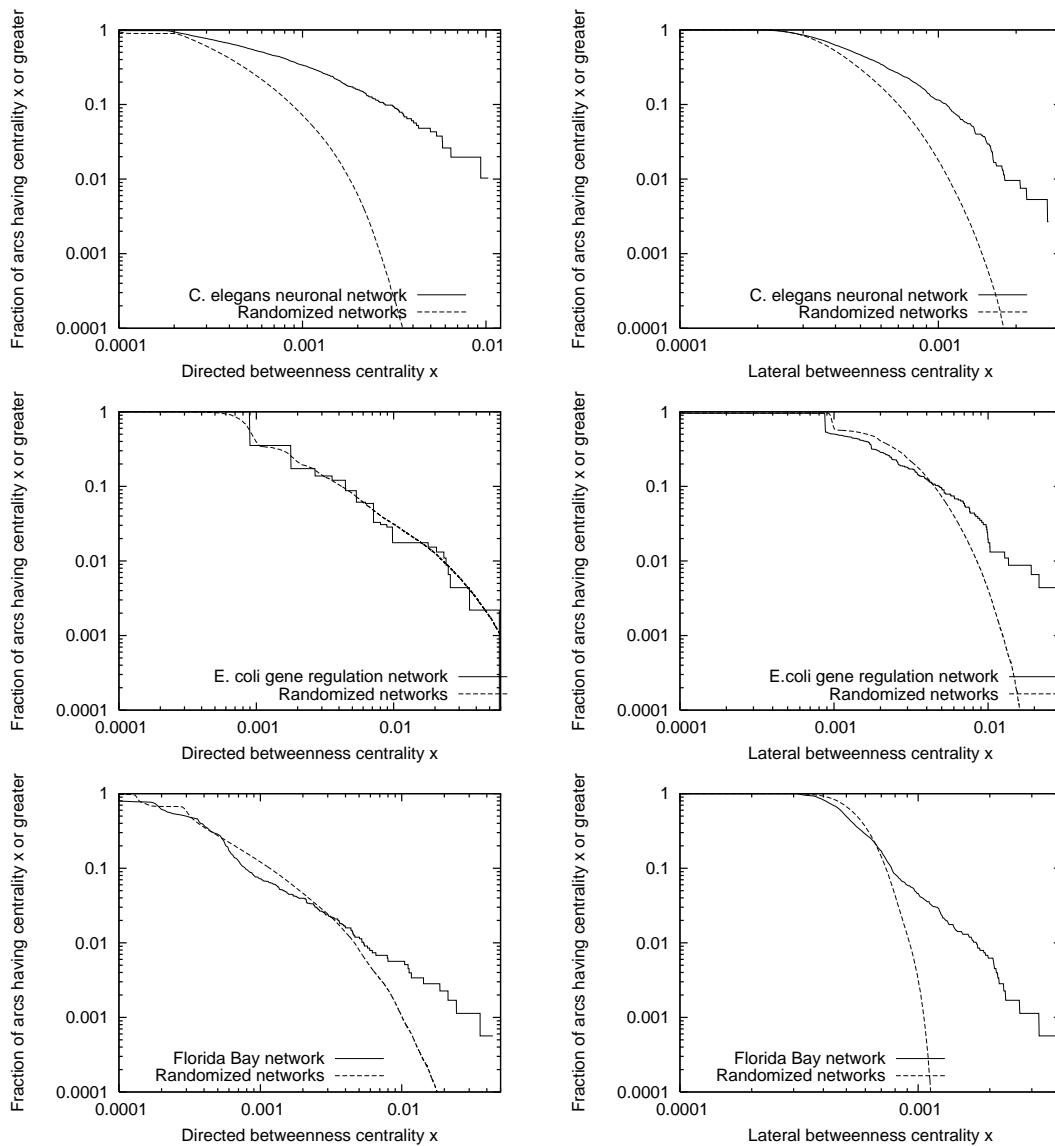 Fraction of arcs having centrality x or greater
1
0.1
0.01
0.001
0.0001
C. elegans neuronal network
Randomized networks
0.0001
0.001
0.01
Directed betweenness centrality x
Fraction of arcs having centrality x or greater
1
0.1
0.01
0.001
0.0001
C. elegans neuronal network
Randomized networks
0.0001
0.001
Lateral betweenness centrality x
Fraction of arcs having centrality x or greater
1
0.1
0.01
0.001
0.0001
E. coli gene regulation network
Randomized networks
0.0001
0.001
0.01
Directed betweenness centrality x
Fraction of arcs having centrality x or greater
1
0.1
0.01
0.001
0.0001
E.coli gene regulation network
Randomized networks
0.0001
0.001
0.01
Lateral betweenness centrality x
Fraction of arcs having centrality x or greater
1
0.1
0.01
0.001
0.0001
Florida Bay network
Randomized networks
0.0001
0.001
0.01
Directed betweenness centrality x
Fraction of arcs having centrality x or greater
1
0.1
0.01
0.001
0.0001
Florida Bay network
Randomized networks
0.0001
0.001
Lateral betweenness centrality x